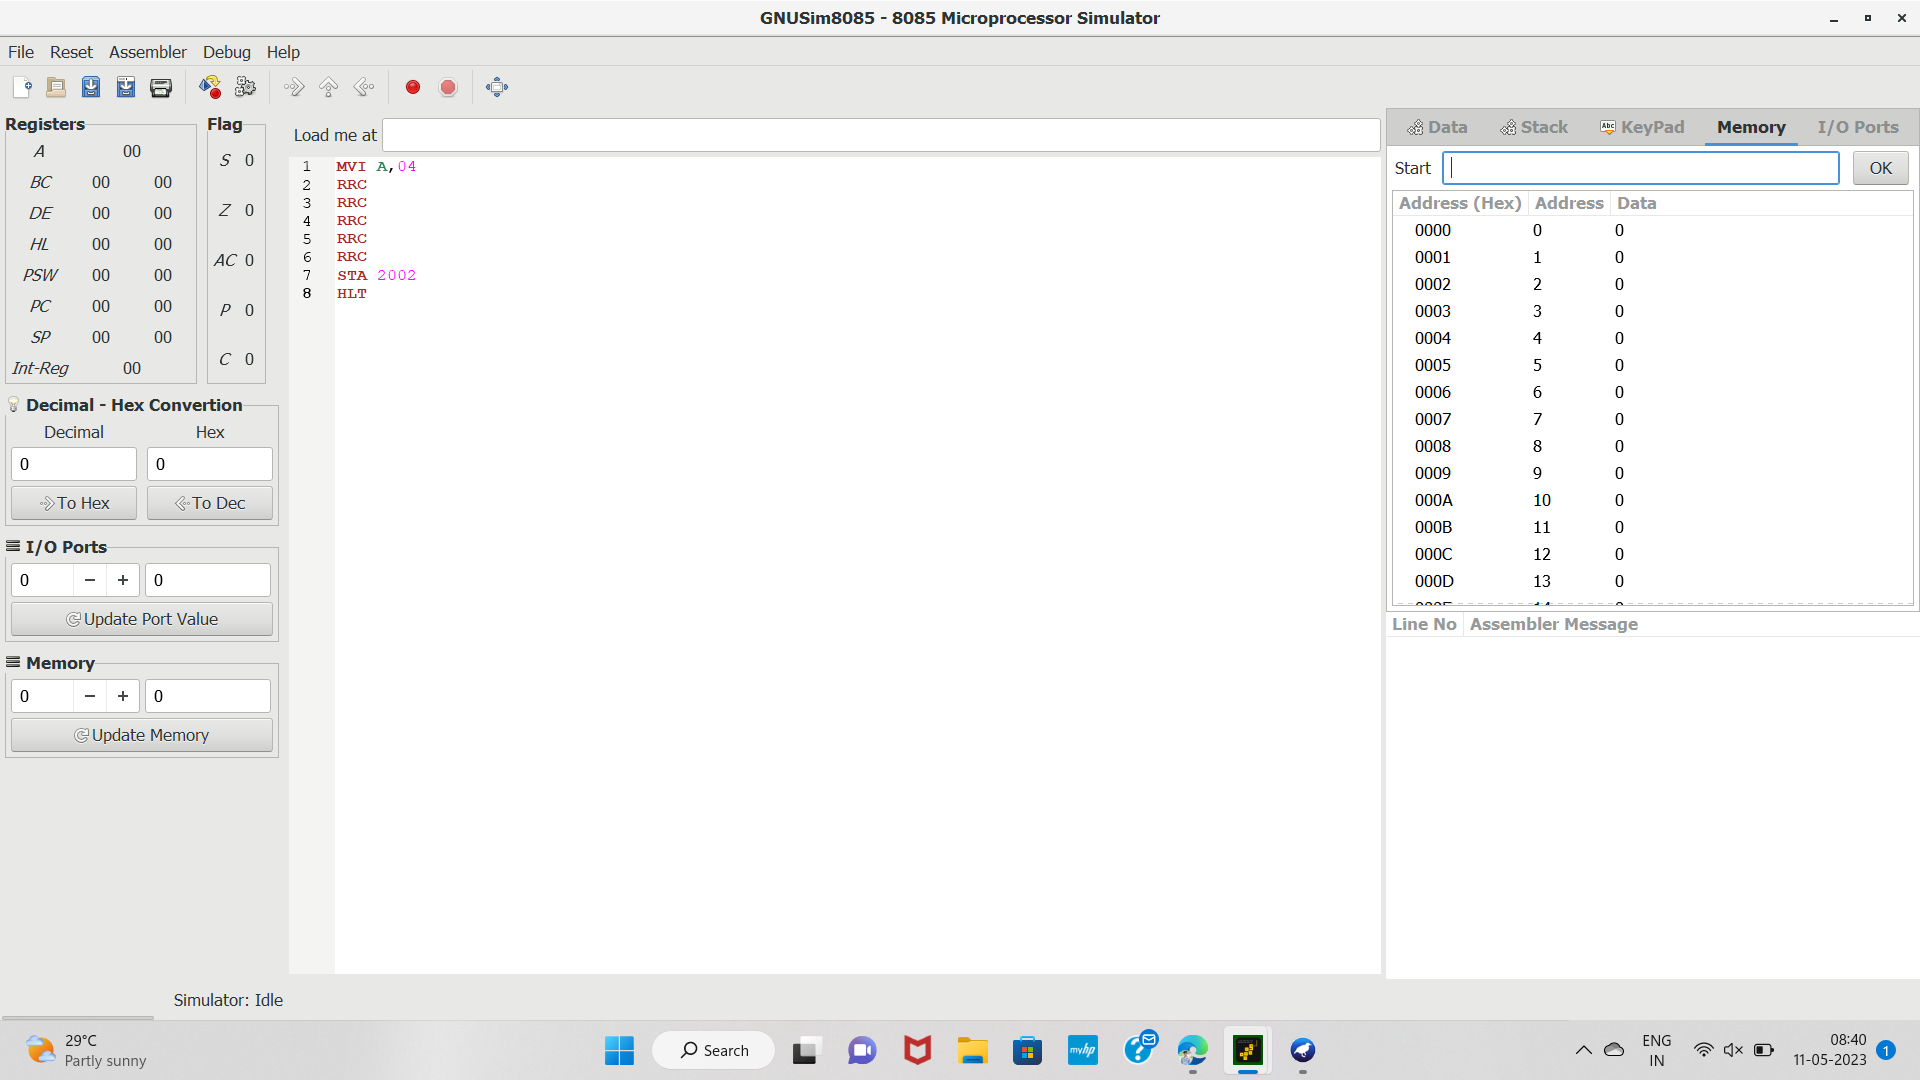 GNUSim8085 - 8085 Microprocessor Simulator
File Reset Assembler Debug Help
Registers
A 00
BC 00 00
DE 00 00
HL 00 00
PSW 00 00
PC 00 00
SP 00 00
Int-Reg 00
Flag
S 0
Z 0
AC 0
P 0
C 0
Decimal - Hex Convertion
Decimal Hex
0 0
To Hex To Dec
I/O Ports
0 − + 0
Update Port Value
Memory
0 − + 0
Update Memory
Load me at
1 MVI A,04
2 RRC
3 RRC
4 RRC
5 RRC
6 RRC
7 STA 2002
8 HLT
Data Stack Abc KeyPad Memory I/O Ports
Start OK
Address (Hex) Address Data
0000 0 0
0001 1 0
0002 2 0
0003 3 0
0004 4 0
0005 5 0
0006 6 0
0007 7 0
0008 8 0
0009 9 0
000A 10 0
000B 11 0
000C 12 0
000D 13 0
Line No Assembler Message
Simulator: Idle
29°C
Partly sunny
Search
myhp
ENG
IN
08:40
11-05-2023
1